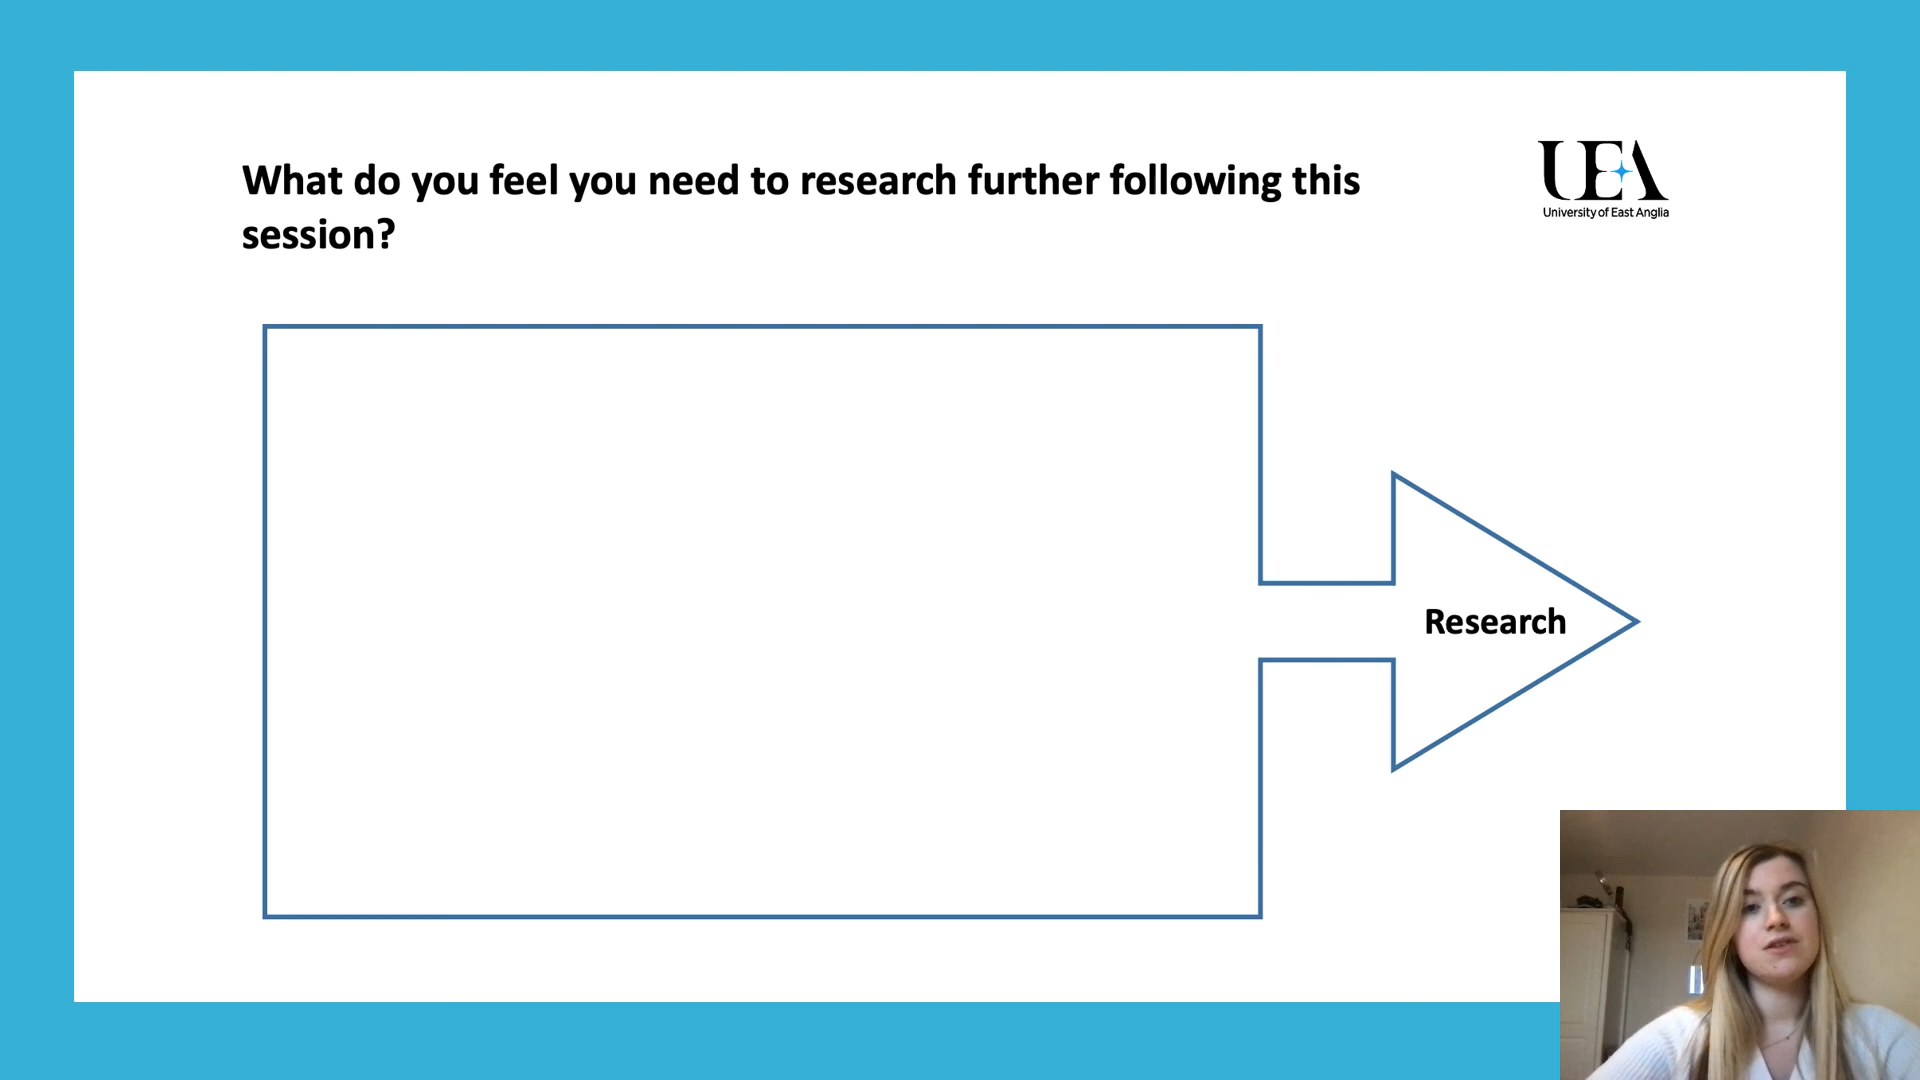 What do you feel you need to research further following this
session?
UEA
University of East Anglia
Research